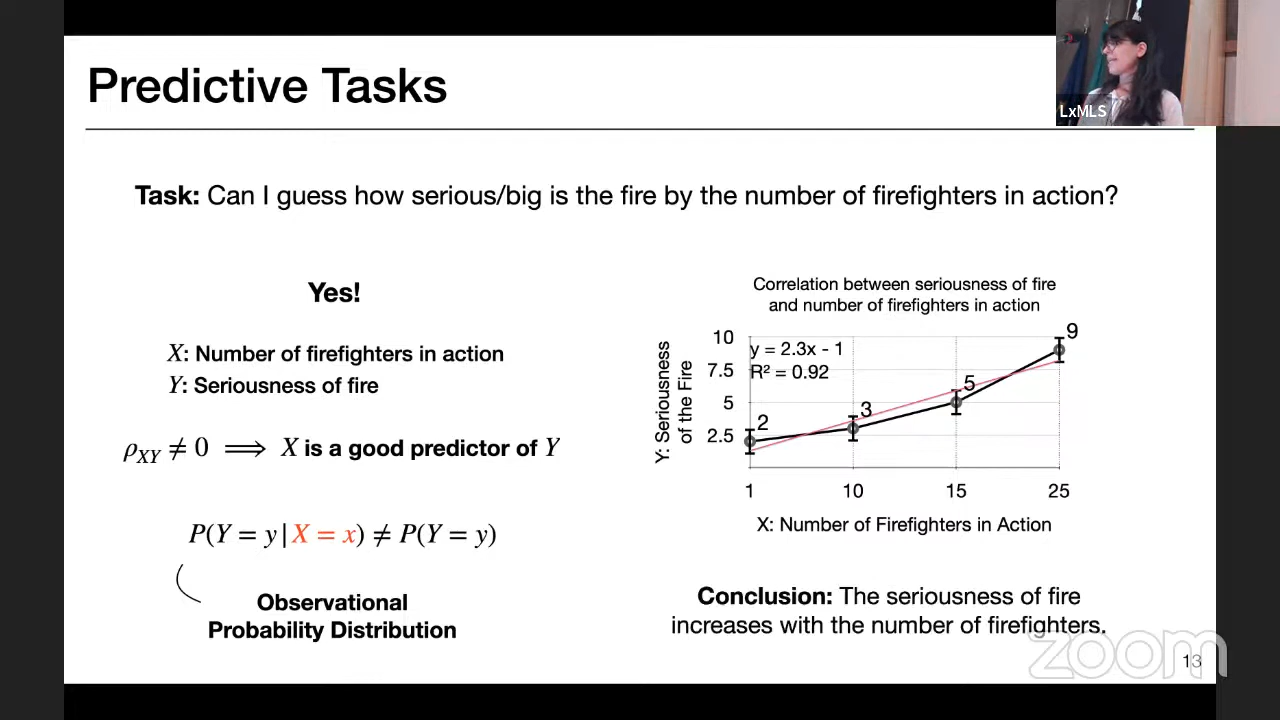 Predictive Tasks
LxMLS
Task: Can I guess how serious/big is the fire by the number of firefighters in action?
Yes!
X: Number of firefighters in action
Y: Seriousness of fire
ρXY ≠ 0 ⟹ X is a good predictor of Y
P(Y = y | X = x) ≠ P(Y = y)
Observational
Probability Distribution
Correlation between seriousness of fire
and number of firefighters in action
Y: Seriousness
of the Fire
10
7.5
5
2.5
y = 2.3x - 1
R² = 0.92
2
3
5
9
1 10 15 25
X: Number of Firefighters in Action
Conclusion: The seriousness of fire
increases with the number of firefighters.
zoom
13